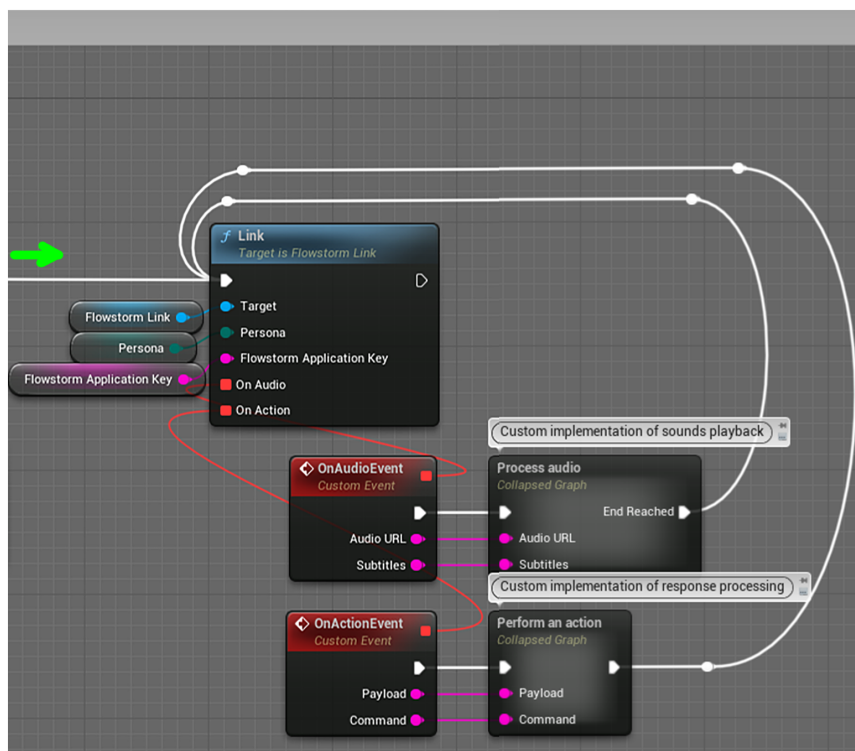 Link
Target is Flowstorm Link
Flowstorm Link
Target
Persona
Persona
Flowstorm Application Key
Flowstorm Application Key
On Audio
On Action
Custom implementation of sounds playback
OnAudioEvent
Custom Event
Process audio
Collapsed Graph
End Reached
Audio URL
Audio URL
Subtitles
Subtitles
Custom implementation of response processing
OnActionEvent
Custom Event
Perform an action
Collapsed Graph
Payload
Payload
Command
Command